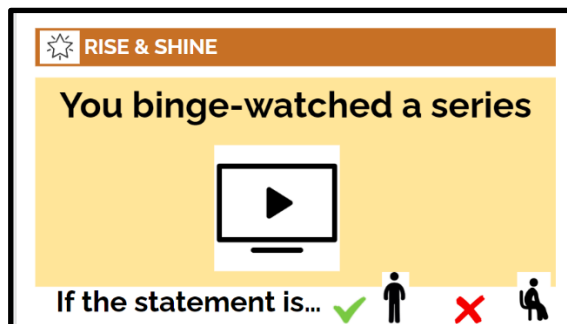 RISE & SHINE
You binge-watched a series
If the statement is...